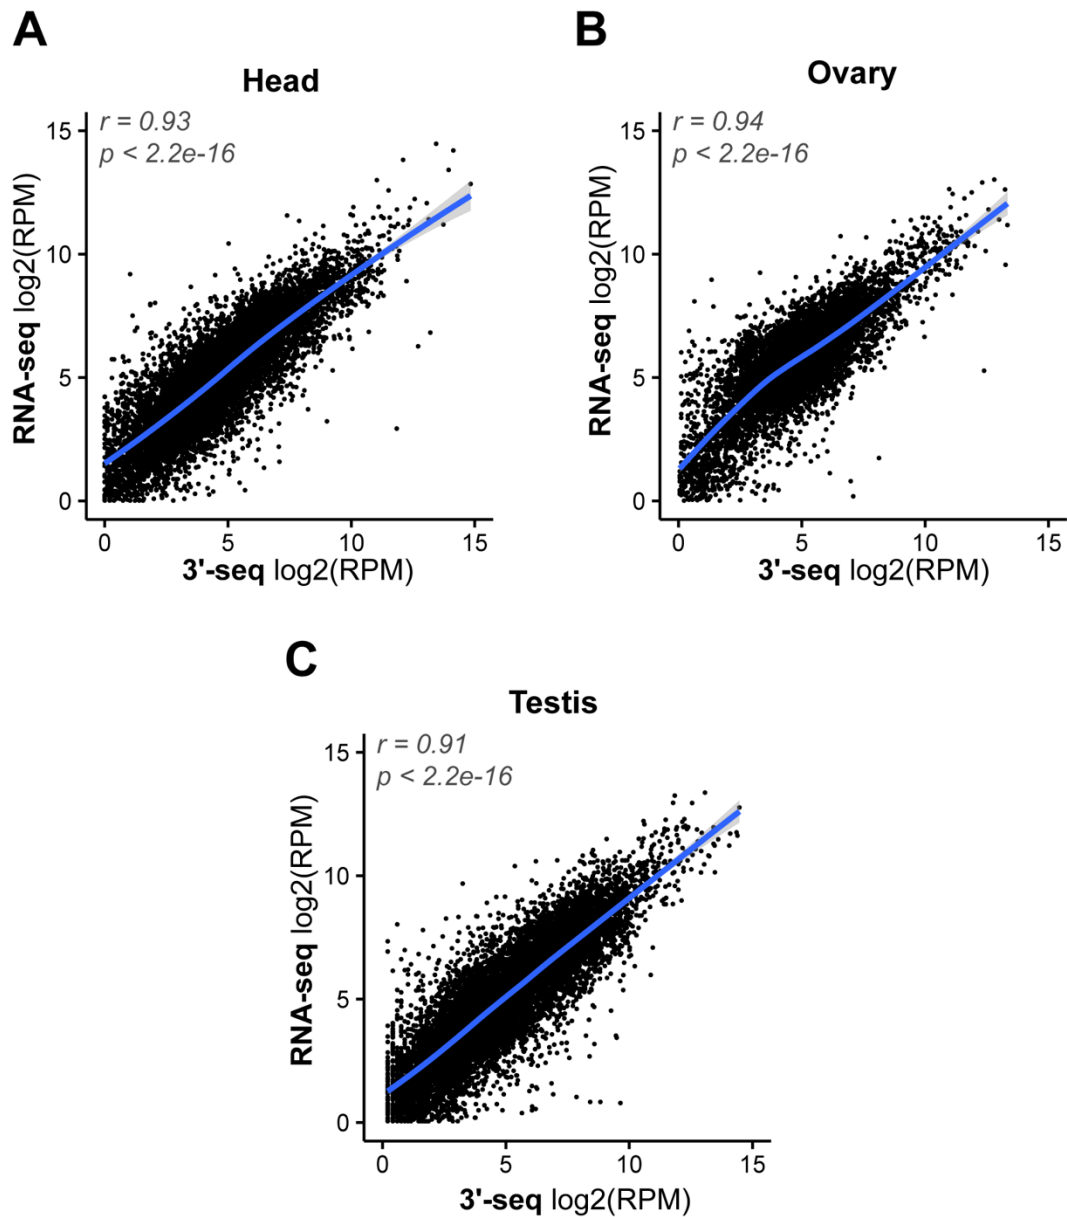 A
Head
r = 0.93
p < 2.2e-16
15
10
5
0
RNA-seq log2(RPM)
0 5 10 15
3'-seq log2(RPM)
B
Ovary
r = 0.94
p < 2.2e-16
15
10
5
0
RNA-seq log2(RPM)
0 5 10 15
3'-seq log2(RPM)
C
Testis
r = 0.91
p < 2.2e-16
15
10
5
0
RNA-seq log2(RPM)
0 5 10 15
3'-seq log2(RPM)